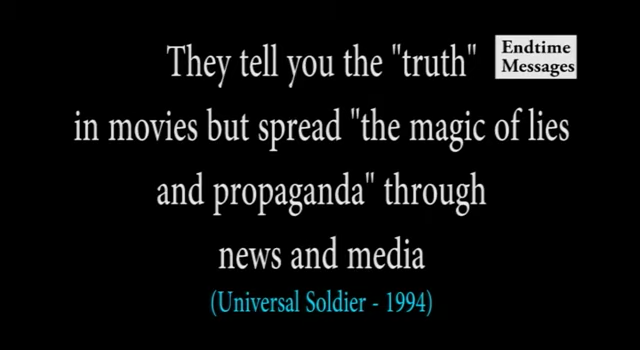 They tell you the "truth"
Endtime
Messages
in movies but spread "the magic of lies
and propaganda" through
news and media
(Universal Soldier - 1994)